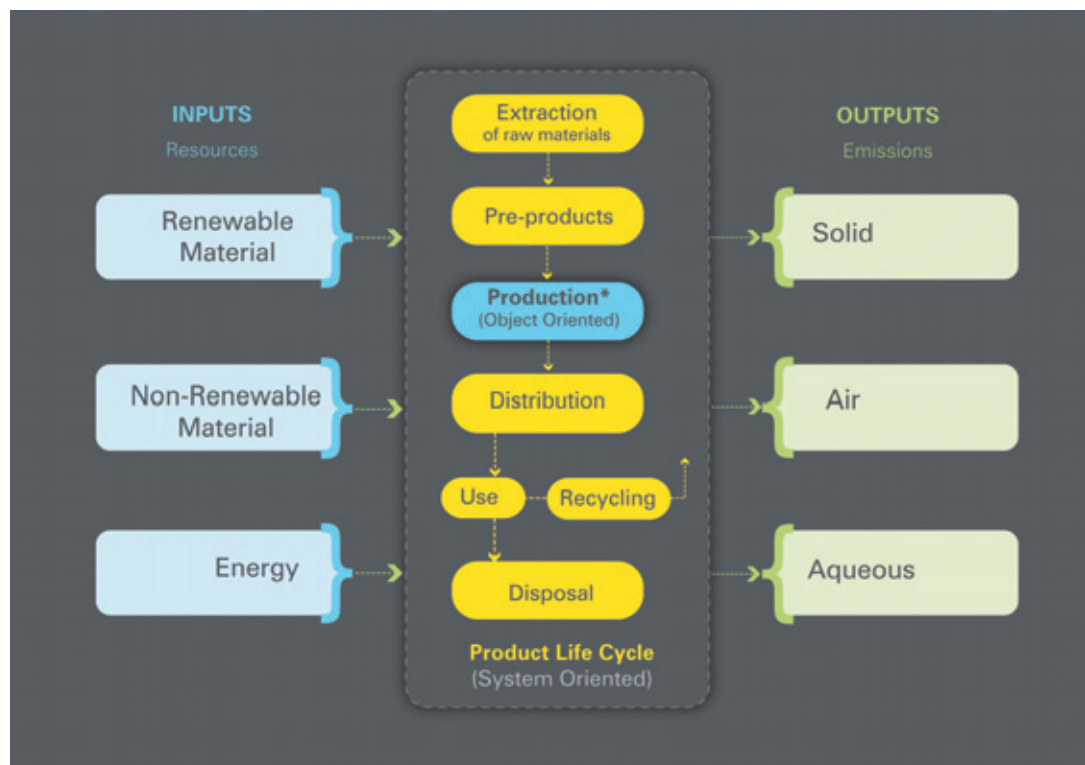 INPUTS
Resources
Renewable
Material
Non-Renewable
Material
Energy
Extraction
of raw materials
Pre-products
Production*
(Object Oriented)
Distribution
Use
Recycling
Disposal
Product Life Cycle
(System Oriented)
OUTPUTS
Emissions
Solid
Air
Aqueous